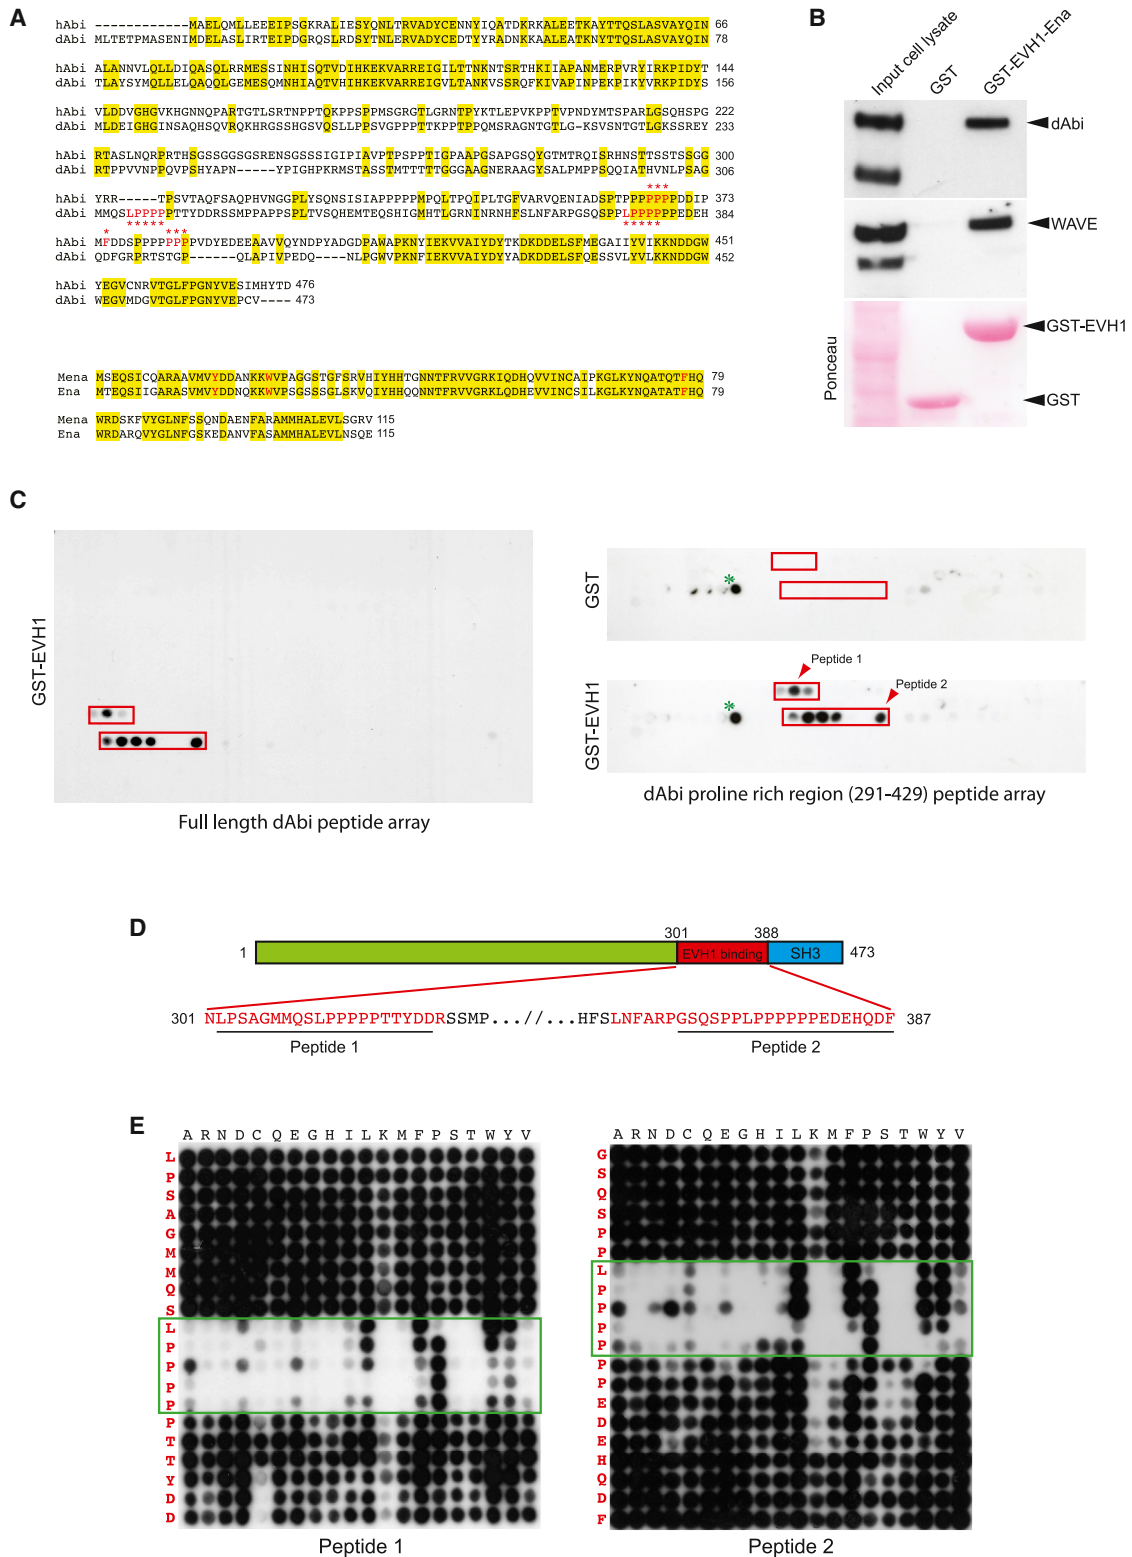 A
hAbi ------------MAELQMLLEEEIPSGKRALIESYQNLTRVADYCENNYIQATDKRKALEETKAYTTQSLASVAYQIN 66
dAbi MLTETPMASENIMDELASLIRTEIPDGRQSLRDSYTNLERVADYCEDTYYRADNKKAALEATKNYTTQSLASVAYQIN 78
hAbi ALANNVLQLLDIQASQLRRMESSINHISQTVDIHKEKVARREIGILTTNKNTSRTHKIIAPANMERPVRYIRKPIDYT 144
dAbi TLAYSYMQLLELQAQQLGEMESQMNHIAQTVHIHKEKVARREIGVLTANKVSSRQFKIVAPINPEKPIKYVRKPIDYS 156
hAbi VLDDVGHGVKHGNNQPARTGTLSRTNPPTQKPPSPPMSGRGTLGRNTPYKTLEPVKPPTVPNDYMTSPARLGSQHSPG 222
dAbi MLDEIGHGINSAQHSQVRQKHRGSSHGSVQSLLPPSVGPPPTTKPPTPPQMSRAGNTGTLG-KSVSNTGTLGKSSREY 233
hAbi RTASLNQRPRTHSGSSGGSGSRENSGSSSIGIPIAVPTPSPPTIGPAAPGSAPGSQYGTMTRQISRHNSTTSSTSSGG 300
dAbi RTPPVVNPPQVPSHYAPN-----YPIGHPKRMSTASSTMTTTTTGGGAAGNERAAGYSALPMPPSQQIATHVNLPSAG 306
hAbi YRR-----TPSVTAQFSAQPHVNGGPLYSQNSISIAPPPPPMPQLTPQIPLTGFVARVQENIADSPTPPPPPPPDDIP 373
dAbi MMQSLPPPPPTTYDDRSSMPPAPPSPLTVSQHEMTEQSHIGMHTLGRNINRNHFSLNFARPGSQSPPLPPPPPPEDEH 384
hAbi MFDDSPPPPPPPPVDYEDEEAAVVQYNDPYADGDPAWAPKNYIEKVVAIYDYTKDKDDELSFMEGAIIYVIKKNDDGW 451
dAbi QDFGRPRTSTGP------QLAPIVPEDQ----NLPGWVPKNFIEKVVAIYDYYADKDDELSFQESSVLYVLKKNDDGW 452
hAbi YEGVCNRVTGLFPGNYVESIMHYTD 476
dAbi WEGVMDGVTGLFPGNYVEPCV---- 473
Mena MSEQSICQARAAVMVYDDANKKWVPAGGSTGFSRVHIYHHTGNNTFRVVGRKIQDHQVVINCAIPKGLKYNQATQTFHQ 79
Ena MTEQSIIGARASVMVYDDNQKKWVPSGSSSGLSKVQIYHHQQNNTFRVVGRKLQDHEVVINCSILKGLKYNQATATFHQ 79
Mena WRDSKFVYGLNFSSQNDAENFARAMMHALEVLSGRV 115
Ena WRDARQVYGLNFGSKEDAENFASAMMHALEVLNSQE 115
B
Input cell lysate
GST
GST-EVH1-Ena
dAbi
WAVE
Ponceau
GST-EVH1
GST
C
GST-EVH1
Full length dAbi peptide array
GST
*
GST-EVH1
*
Peptide 1
Peptide 2
dAbi proline rich region (291-429) peptide array
D
301 388
1 EVH1 binding SH3 473
301 NLPSAGMMQSLPPPPPTTYDDRSSMP...//...HFSLNFARPGSQSPPLPPPPPPEDEHQDF 387
Peptide 1
Peptide 2
E
A R N D C Q E G H I L K M F P S T W Y V
L
P
S
A
G
M
M
Q
S
L
P
P
P
P
P
T
T
Y
D
D
Peptide 1
A R N D C Q E G H I L K M F P S T W Y V
G
S
Q
S
P
P
L
P
P
P
P
P
P
E
D
E
H
Q
D
F
Peptide 2